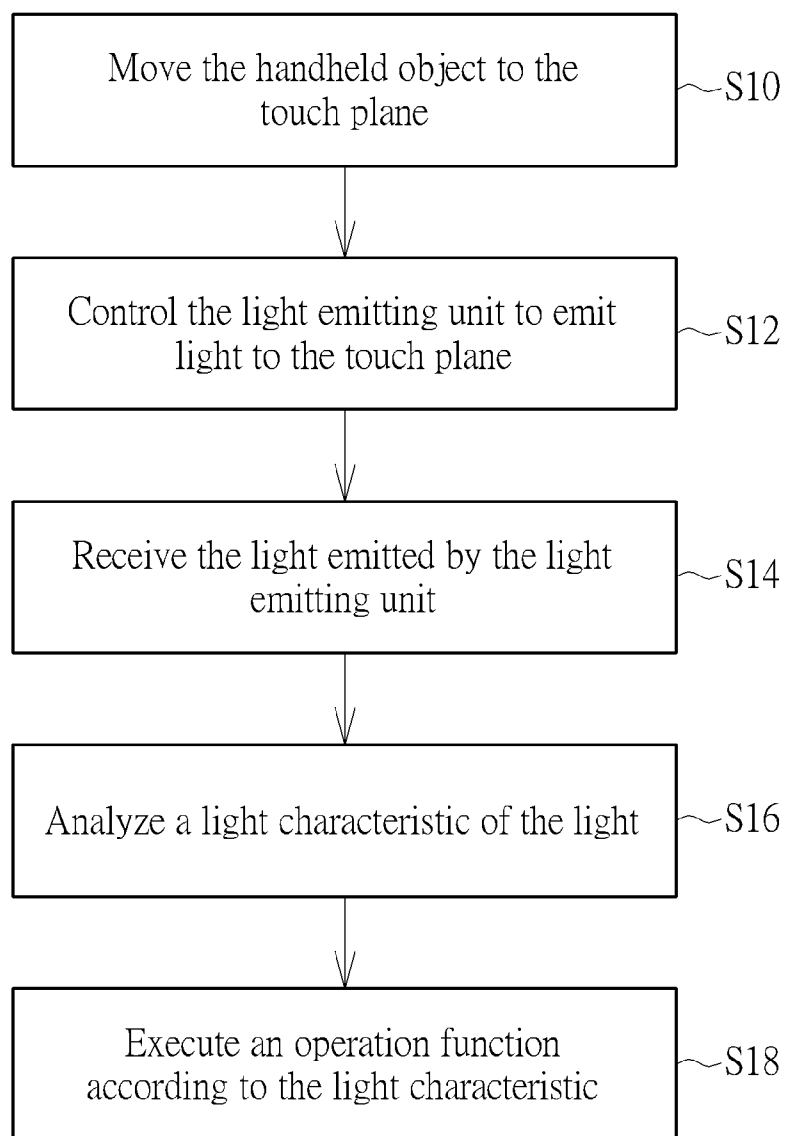 Move the handheld object to the
touch plane
S10
Control the light emitting unit to emit
light to the touch plane
S12
Receive the light emitted by the light
emitting unit
S14
Analyze a light characteristic of the light
S16
Execute an operation function
according to the light characteristic
S18